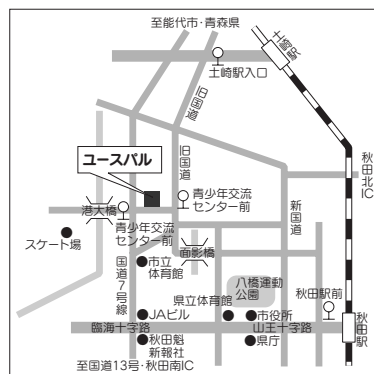 至能代市・青森県
土崎駅
土崎駅入口
旧国道
ユースパル
旧国道
秋田北IC
青少年交流
センター前
港大橋
新国道
青少年交流
センター前
面影橋
スケート場
国道7号線
市立
体育館
八橋運動
公園
秋田駅前
県立体育館
JAビル
市役所
秋田駅
臨海十字路
山王十字路
秋田魁
新報社
県庁
至国道13号・秋田南IC